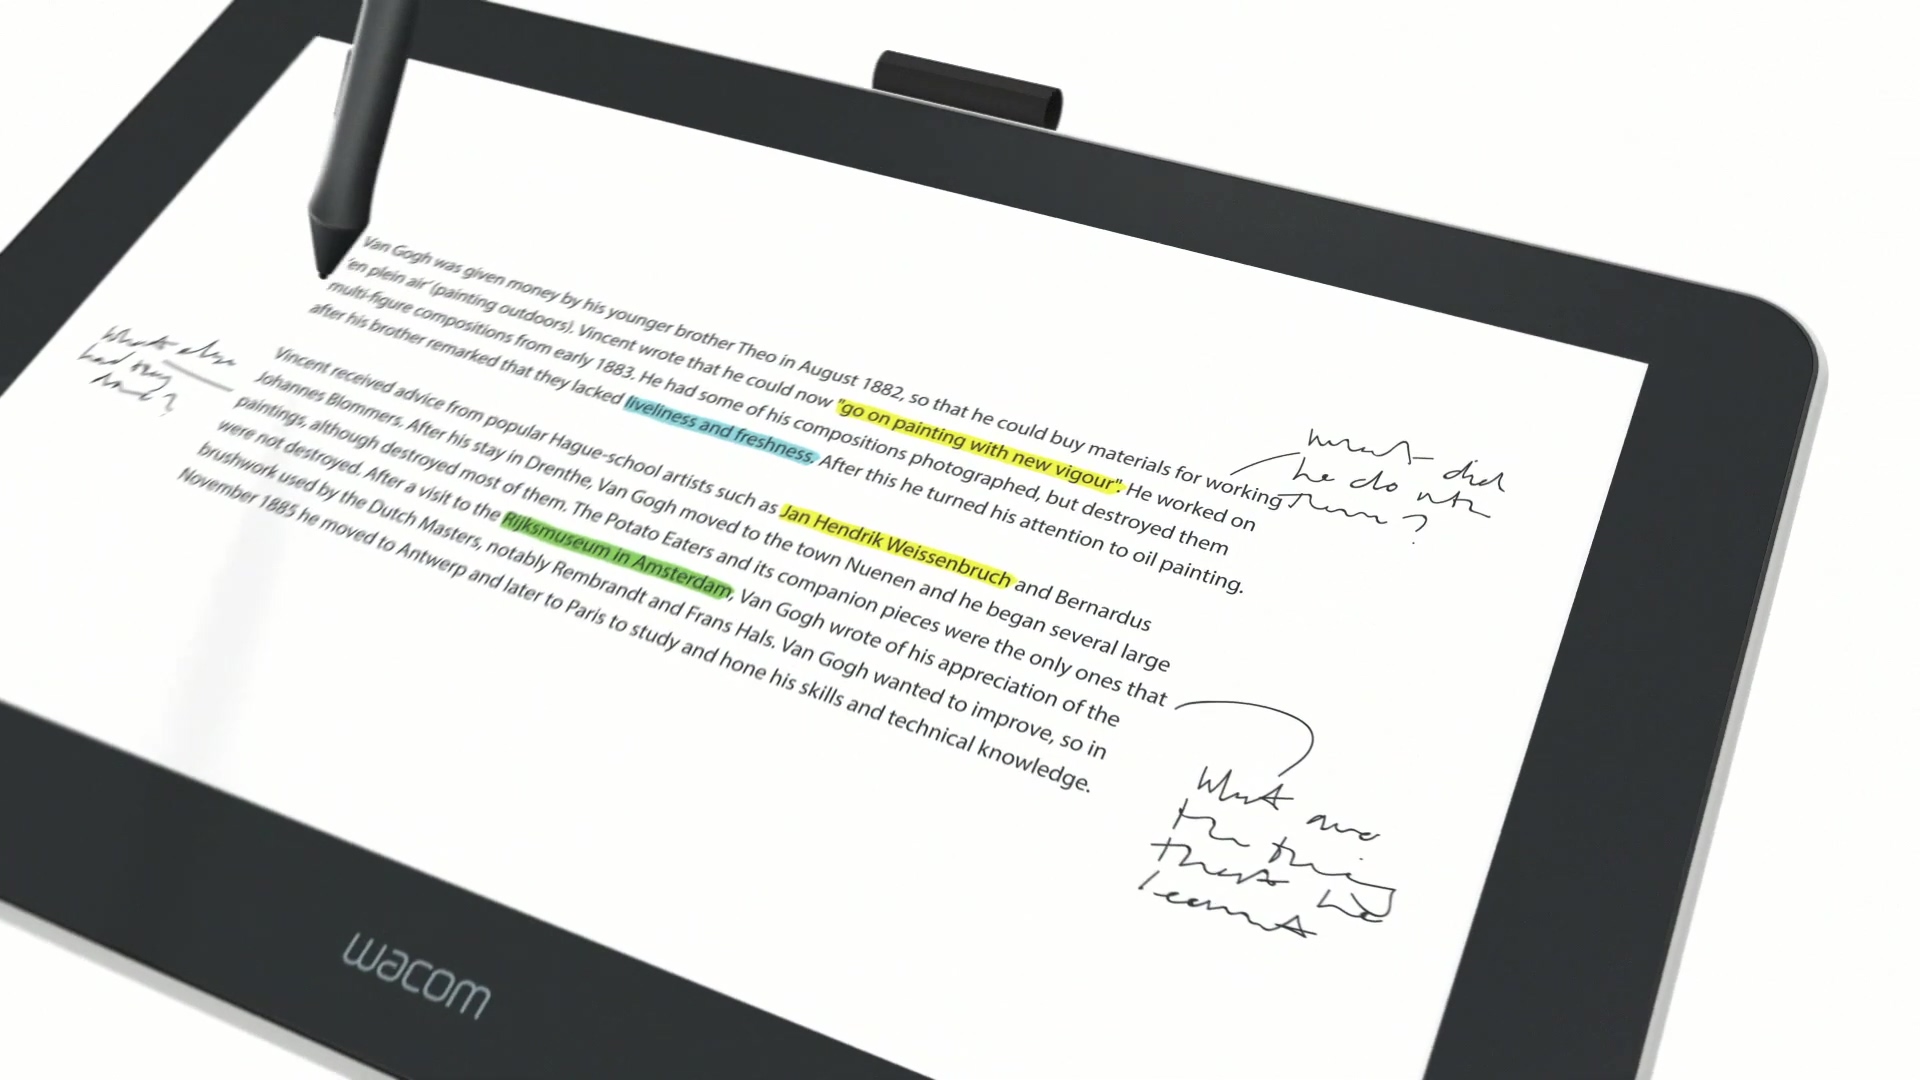 Van Gogh was given money by his younger brother Theo in August 1882, so that he could buy materials for working
'en plein air' (painting outdoors). Vincent wrote that he could now "go on painting with new vigour". He worked on
multi-figure compositions from early 1883. He had some of his compositions photographed, but destroyed them
after his brother remarked that they lacked liveliness and freshness. After this he turned his attention to oil painting.
what did
he do with
them ?
What else
had they
done?
Vincent received advice from popular Hague-school artists such as Jan Hendrik Weissenbruch and Bernardus
Johannes Blommers. After his stay in Drenthe, Van Gogh moved to the town Nuenen and he began several large
paintings, although destroyed most of them. The Potato Eaters and its companion pieces were the only ones that
were not destroyed. After a visit to the Rijksmuseum in Amsterdam, Van Gogh wrote of his appreciation of the
brushwork used by the Dutch Masters, notably Rembrandt and Frans Hals. Van Gogh wanted to improve, so in
November 1885 he moved to Antwerp and later to Paris to study and hone his skills and technical knowledge.
What are
the thing
that he
learnt
wacom